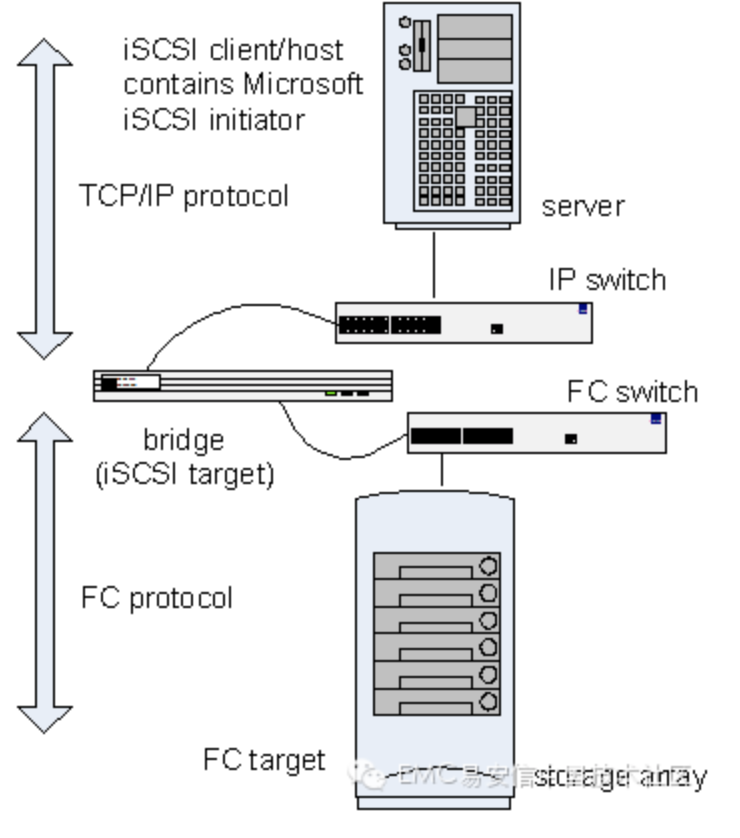 iSCSI client/host
contains Microsoft
iSCSI initiator
TCP/IP protocol
server
IP switch
FC switch
bridge
(iSCSI target)
FC protocol
FC target
storage array
EMC易安信